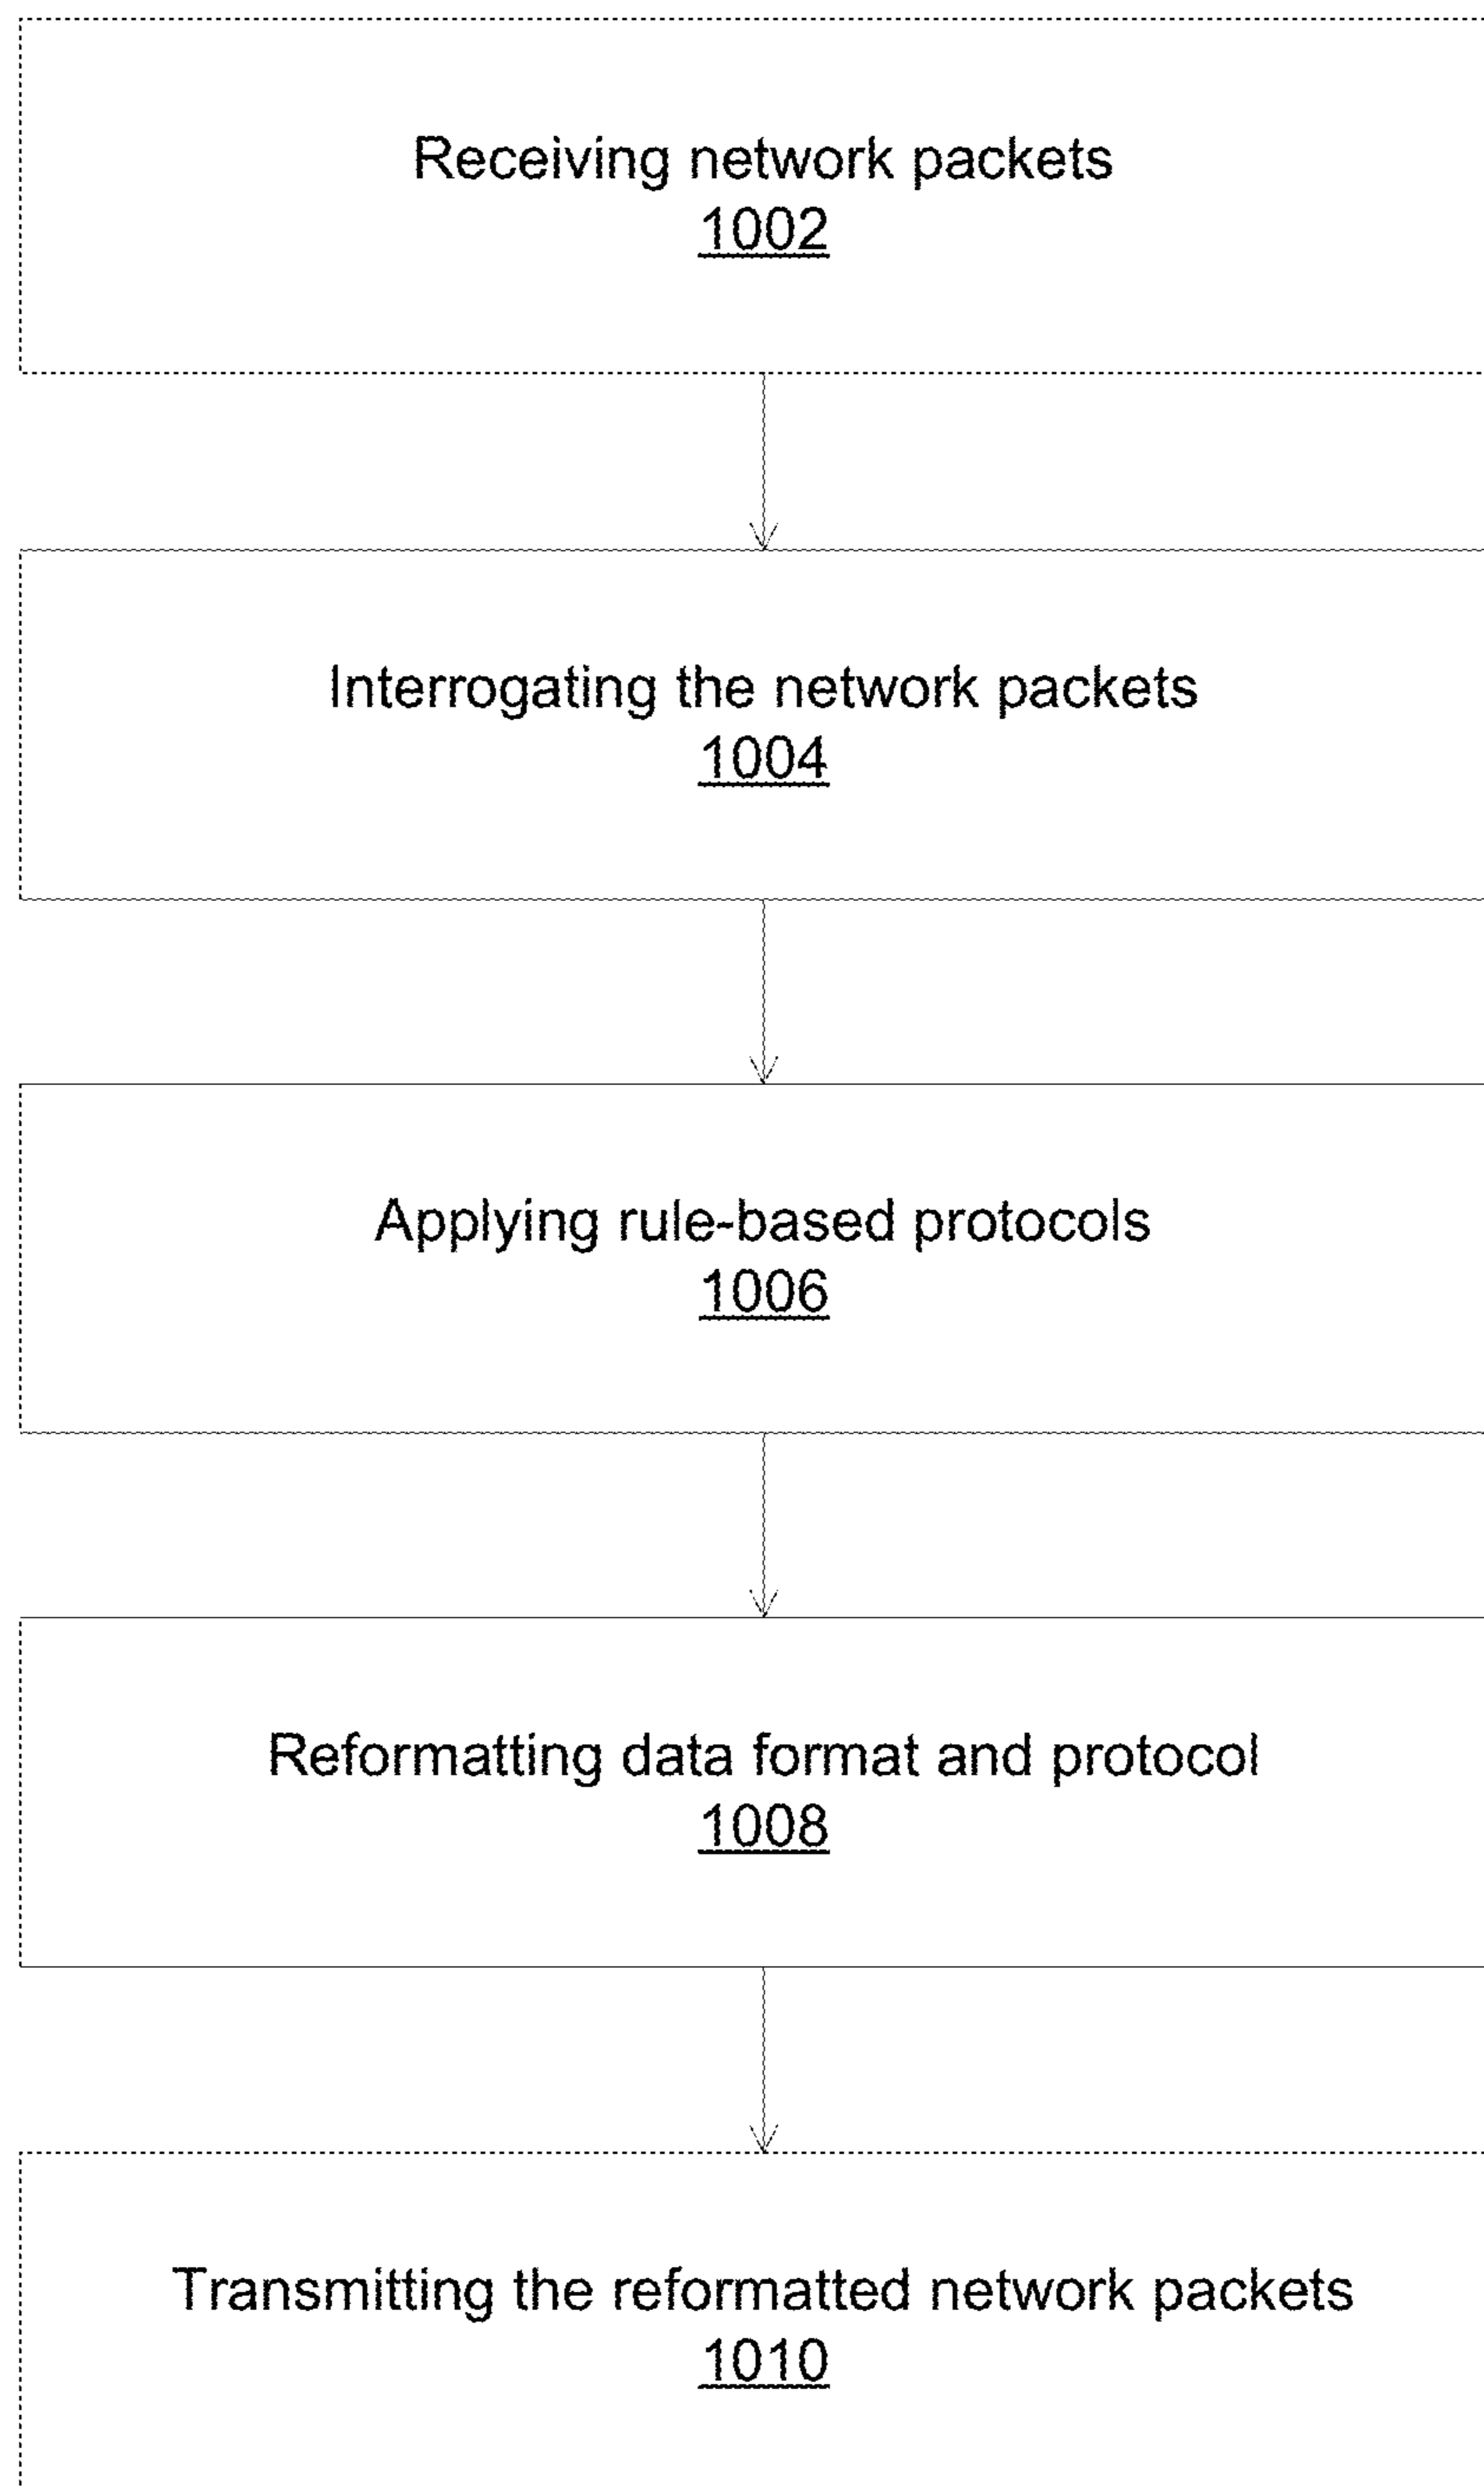 Receiving network packets
1002
Interrogating the network packets
1004
Applying rule-based protocols
1006
Reformatting data format and protocol
1008
Transmitting the reformatted network packets
1010